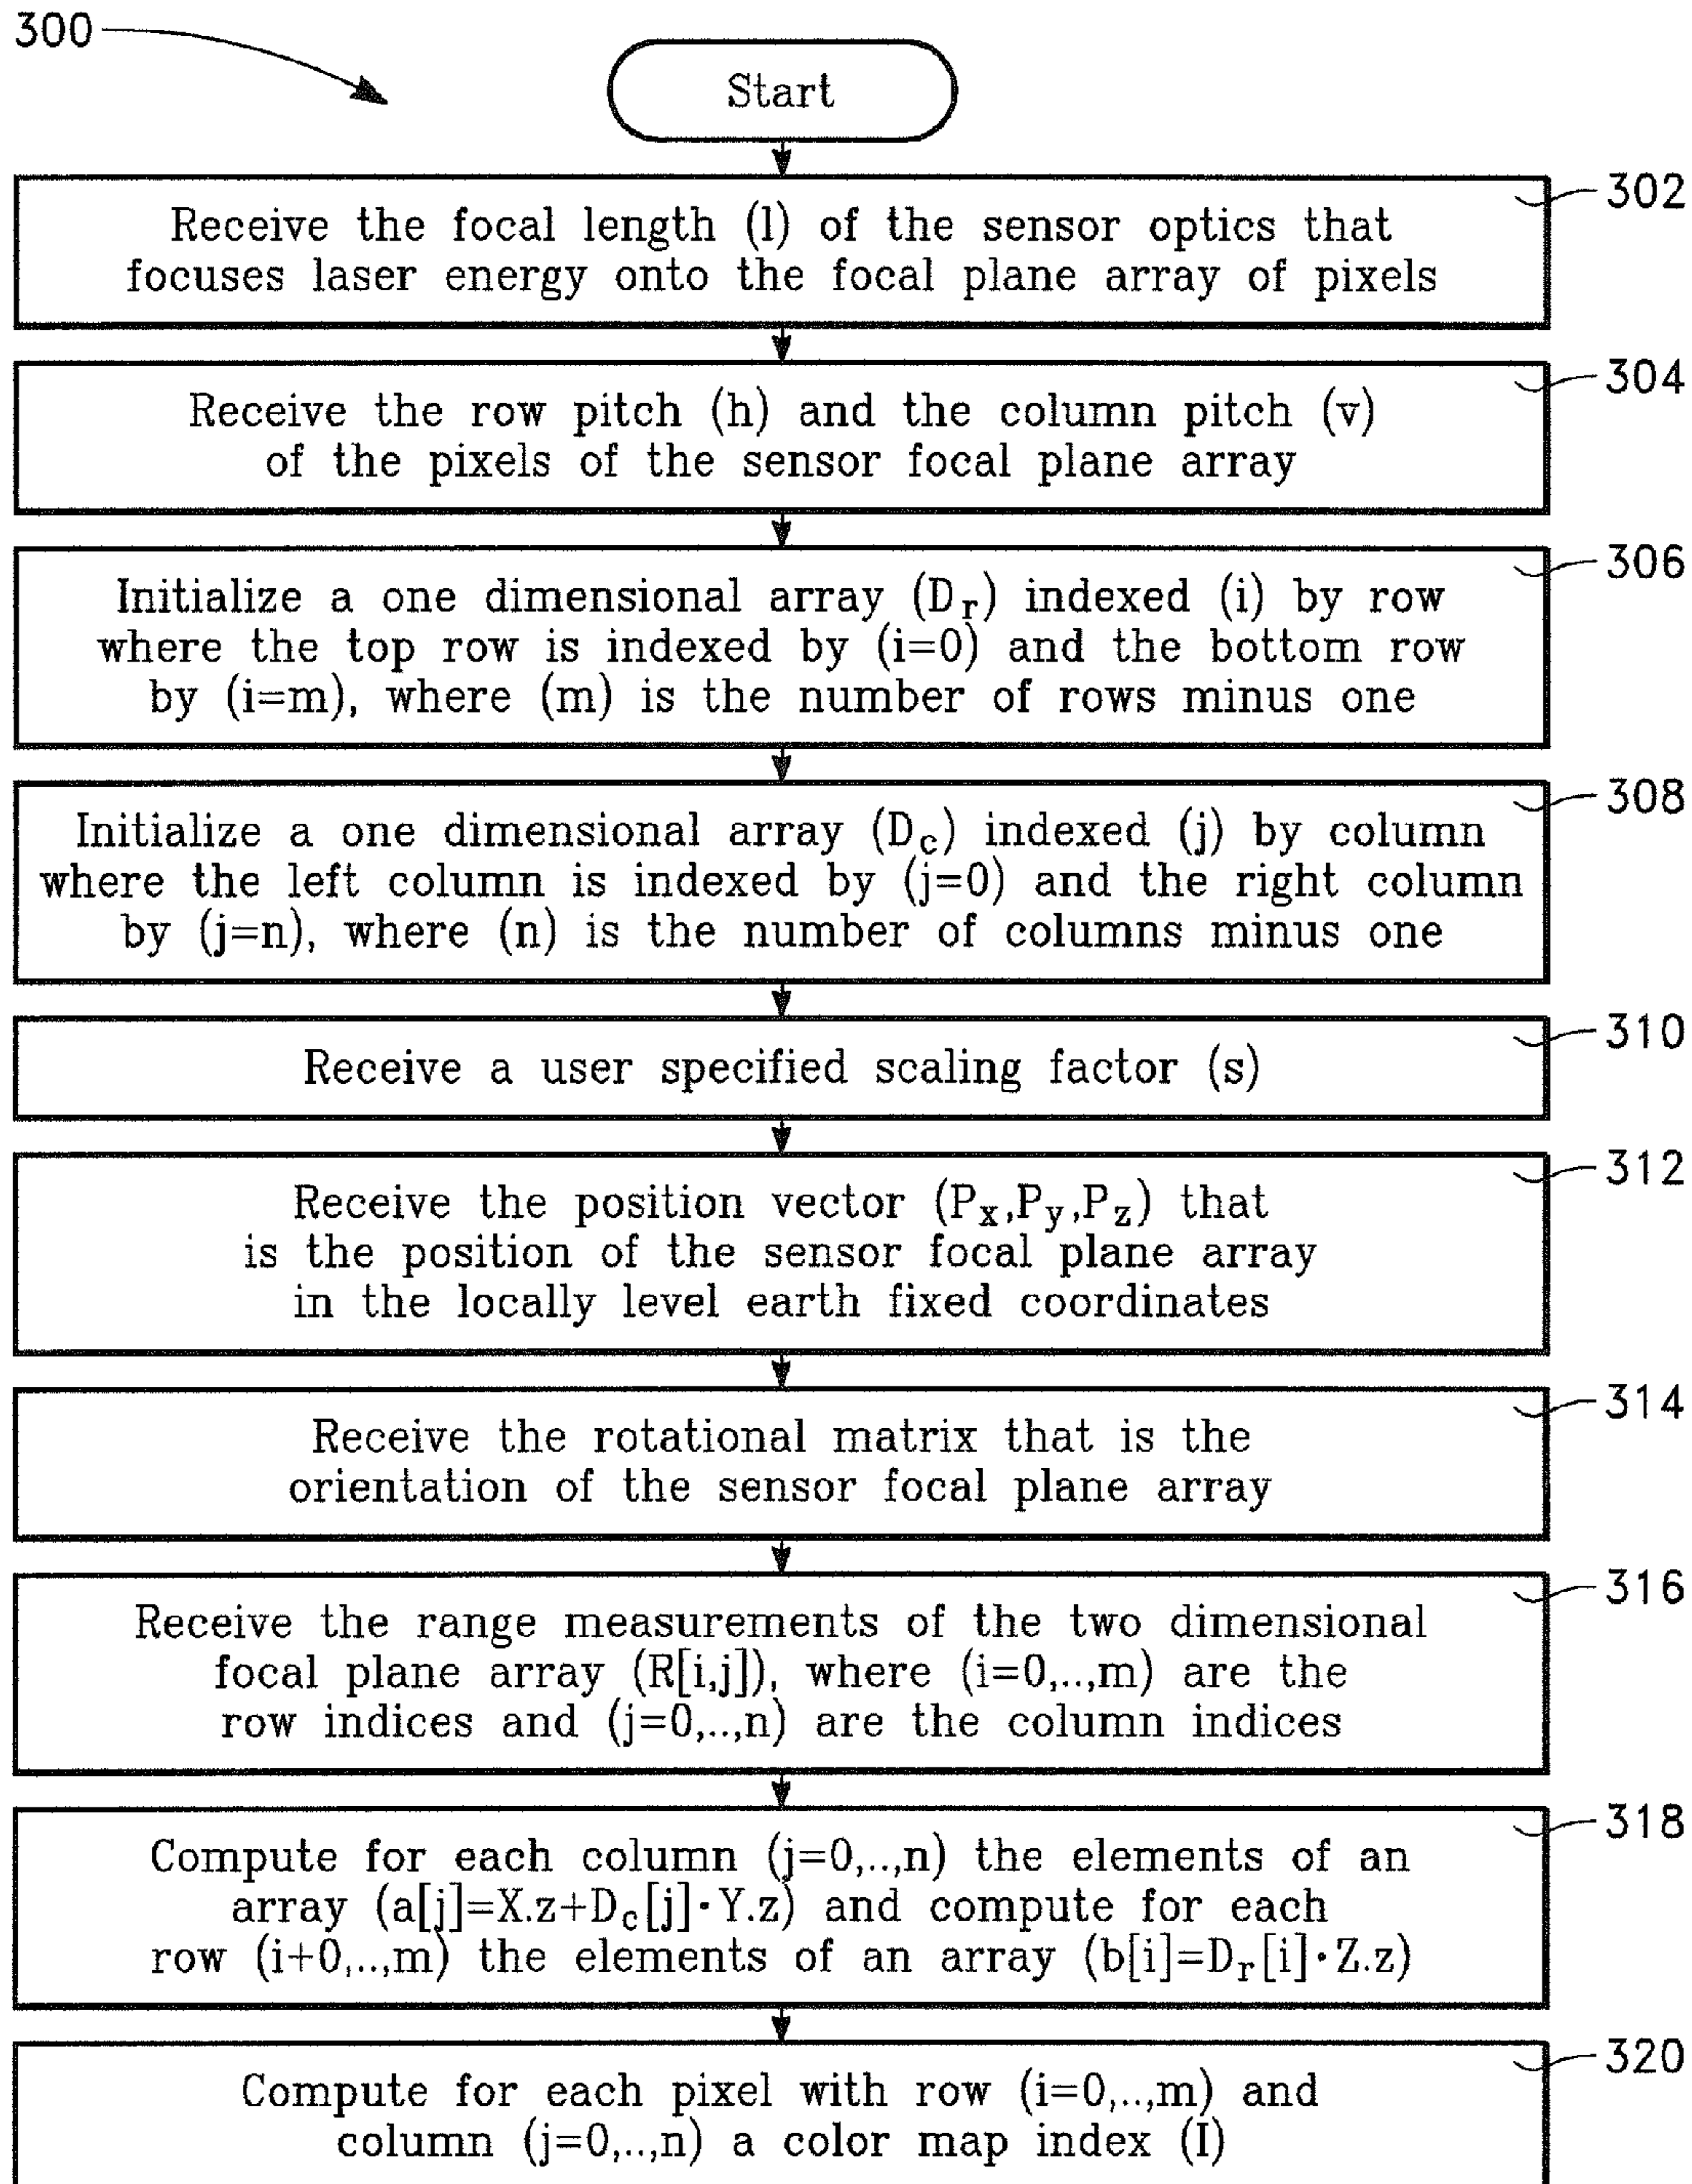 300
Start
302
Receive the focal length (l) of the sensor optics that
focuses laser energy onto the focal plane array of pixels
304
Receive the row pitch (h) and the column pitch (v)
of the pixels of the sensor focal plane array
306
Initialize a one dimensional array (Dr) indexed (i) by row
where the top row is indexed by (i=0) and the bottom row
by (i=m), where (m) is the number of rows minus one
308
Initialize a one dimensional array (Dc) indexed (j) by column
where the left column is indexed by (j=0) and the right column
by (j=n), where (n) is the number of columns minus one
310
Receive a user specified scaling factor (s)
312
Receive the position vector (Px,Py,Pz) that
is the position of the sensor focal plane array
in the locally level earth fixed coordinates
314
Receive the rotational matrix that is the
orientation of the sensor focal plane array
316
Receive the range measurements of the two dimensional
focal plane array (R[i,j]), where (i=0,..,m) are the
row indices and (j=0,..,n) are the column indices
318
Compute for each column (j=0,..,n) the elements of an
array (a[j]=X.z+Dc[j]·Y.z) and compute for each
row (i+0,..,m) the elements of an array (b[i]=Dr[i]·Z.z)
320
Compute for each pixel with row (i=0,..,m) and
column (j=0,..,n) a color map index (I)